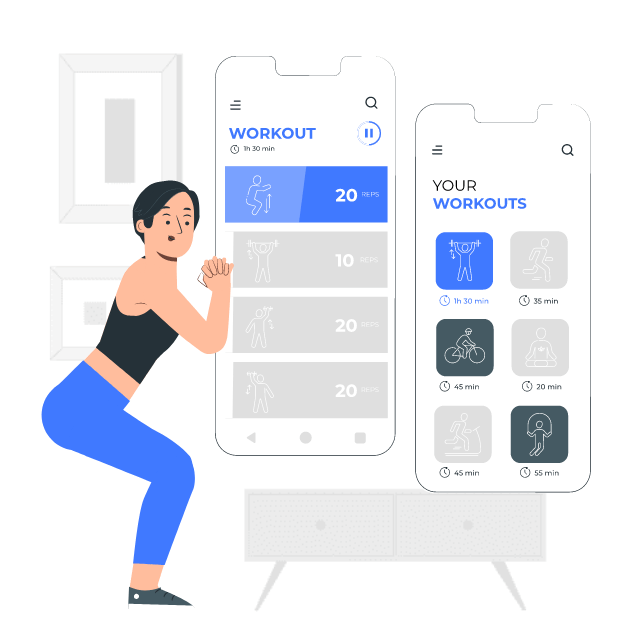 WORKOUT
1h 30 min
20 REPS
10 REPS
20 REPS
20 REPS
YOUR
WORKOUTS
1h 30 min
35 min
45 min
20 min
45 min
55 min